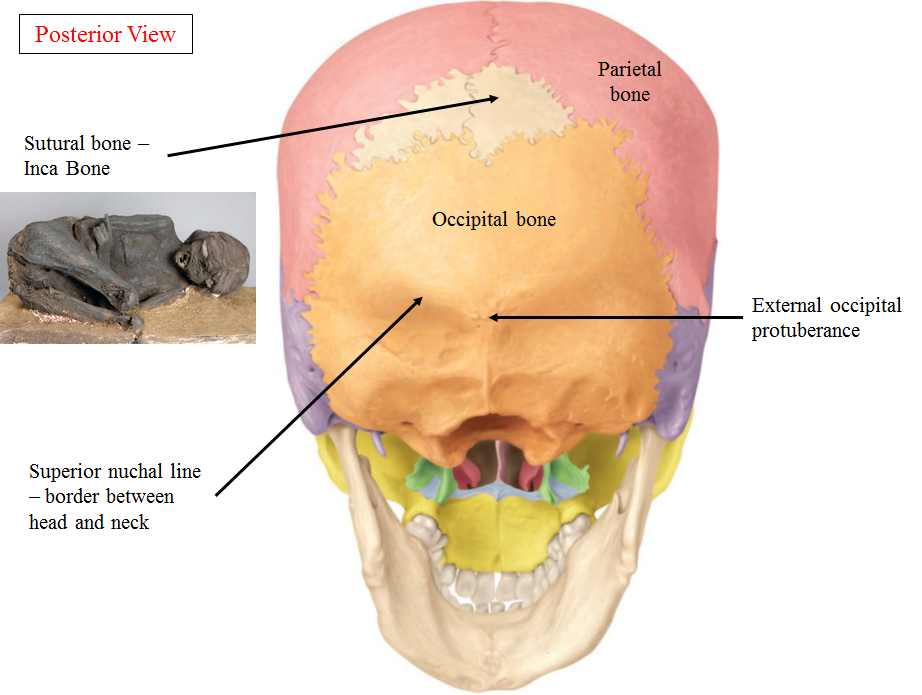 Posterior View
Parietal
bone
Sutural bone –
Inca Bone
Occipital bone
External occipital
protuberance
Superior nuchal line
– border between
head and neck